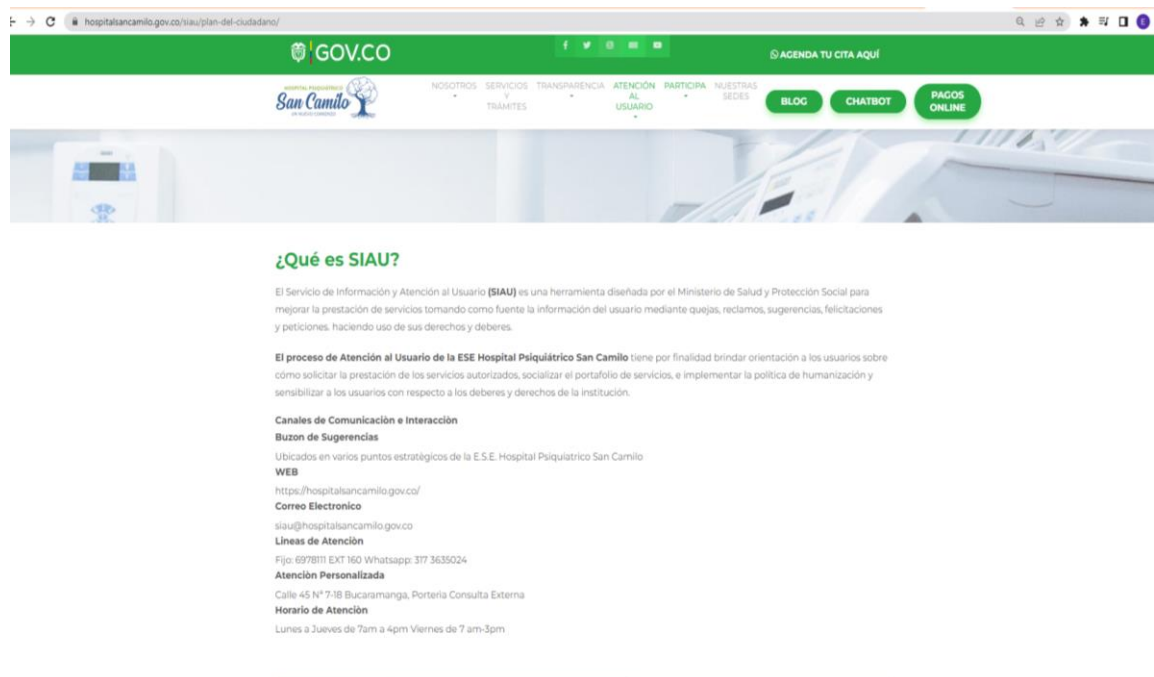 hospitalsancamilo.gov.co/siau/plan-del-ciudadano/
GOV.CO
AGENDA TU CITA AQUÍ
HOSPITAL PSIQUIÁTRICO
San Camilo
NOSOTROS
SERVICIOS
Y
TRÁMITES
TRANSPARENCIA
ATENCIÓN
AL
USUARIO
PARTICIPA
NUESTRAS
SEDES
BLOG
CHATBOT
PAGOS
ONLINE
¿Qué es SIAU?
El Servicio de Información y Atención al Usuario (SIAU) es una herramienta diseñada por el Ministerio de Salud y Protección Social para
mejorar la prestación de servicios tomando como fuente la información del usuario mediante quejas, reclamos, sugerencias, felicitaciones
y peticiones. haciendo uso de sus derechos y deberes.
El proceso de Atención al Usuario de la ESE Hospital Psiquiátrico San Camilo tiene por finalidad brindar orientación a los usuarios sobre
cómo solicitar la prestación de los servicios autorizados, socializar el portafolio de servicios, e implementar la política de humanización y
sensibilizar a los usuarios con respecto a los deberes y derechos de la institución.
Canales de Comunicaciòn e Interacciòn
Buzon de Sugerencias
Ubicados en varios puntos estratègicos de la E.S.E. Hospital Psiquiatrico San Camilo
WEB
https://hospitalsancamilo.gov.co/
Correo Electronico
siau@hospitalsancamilo.gov.co
Lineas de Atenciòn
Fijo: 6978111 EXT 160 Whatsapp: 317 3635024
Atenciòn Personalizada
Calle 45 N° 7-18 Bucaramanga, Porteria Consulta Externa
Horario de Atenciòn
Lunes a Jueves de 7am a 4pm Viernes de 7 am-3pm